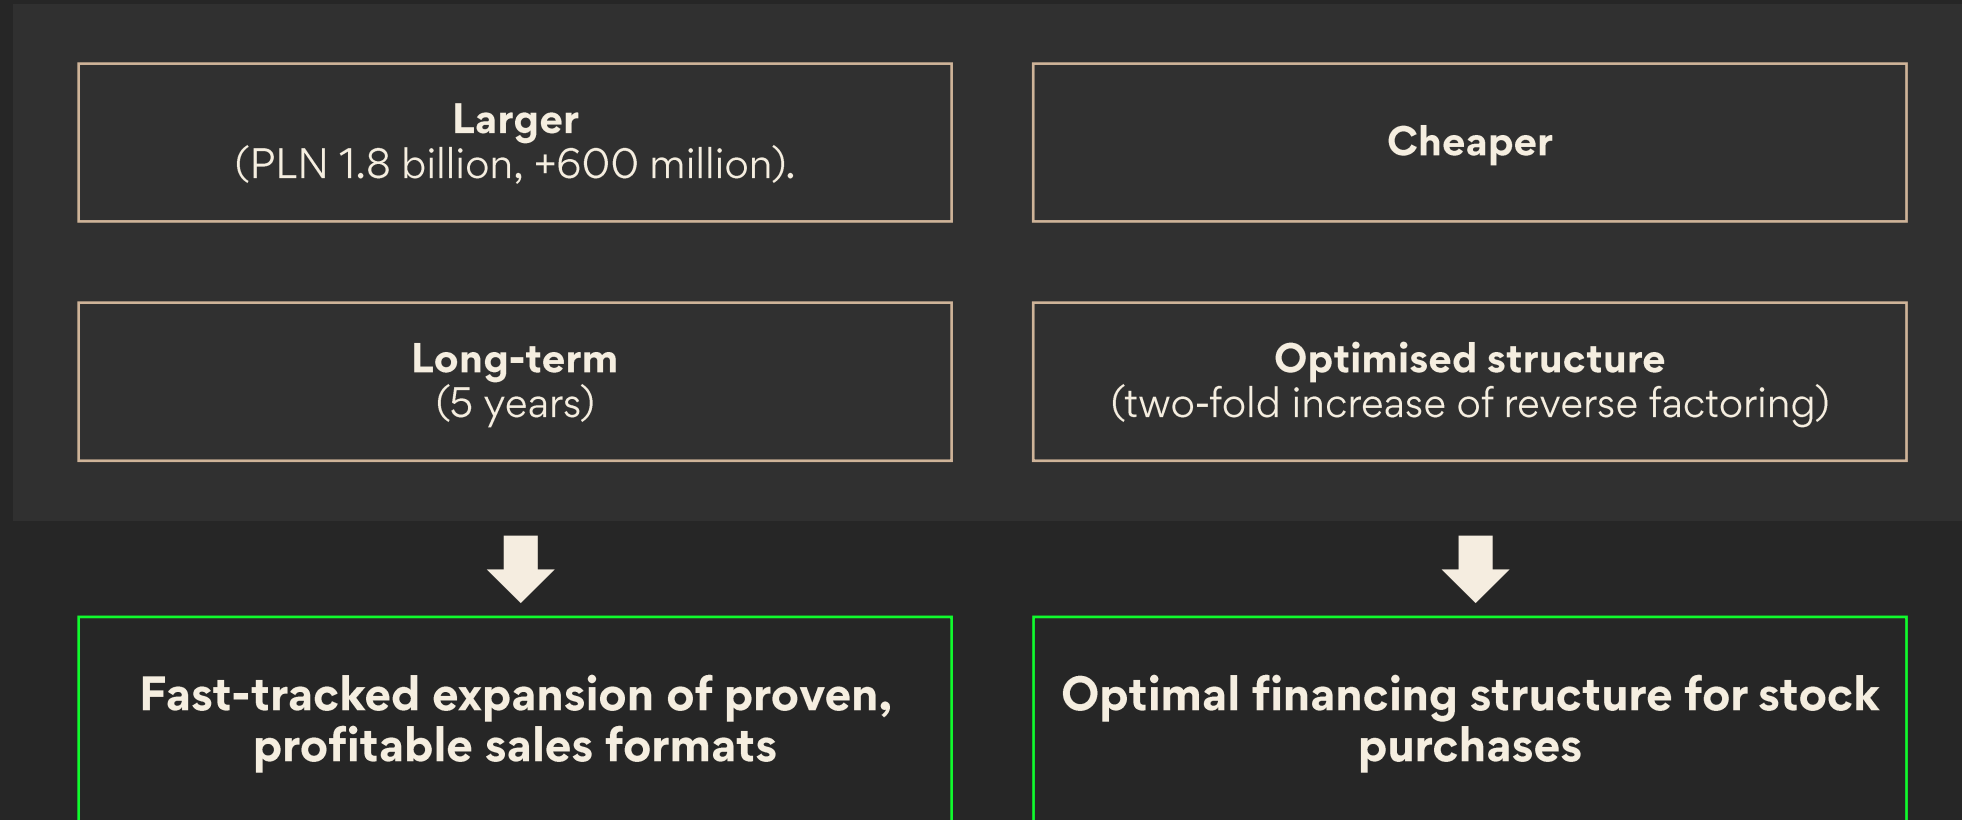 Larger
(PLN 1.8 billion, +600 million).
Cheaper
Long-term
(5 years)
Optimised structure
(two-fold increase of reverse factoring)
Fast-tracked expansion of proven,
profitable sales formats
Optimal financing structure for stock
purchases